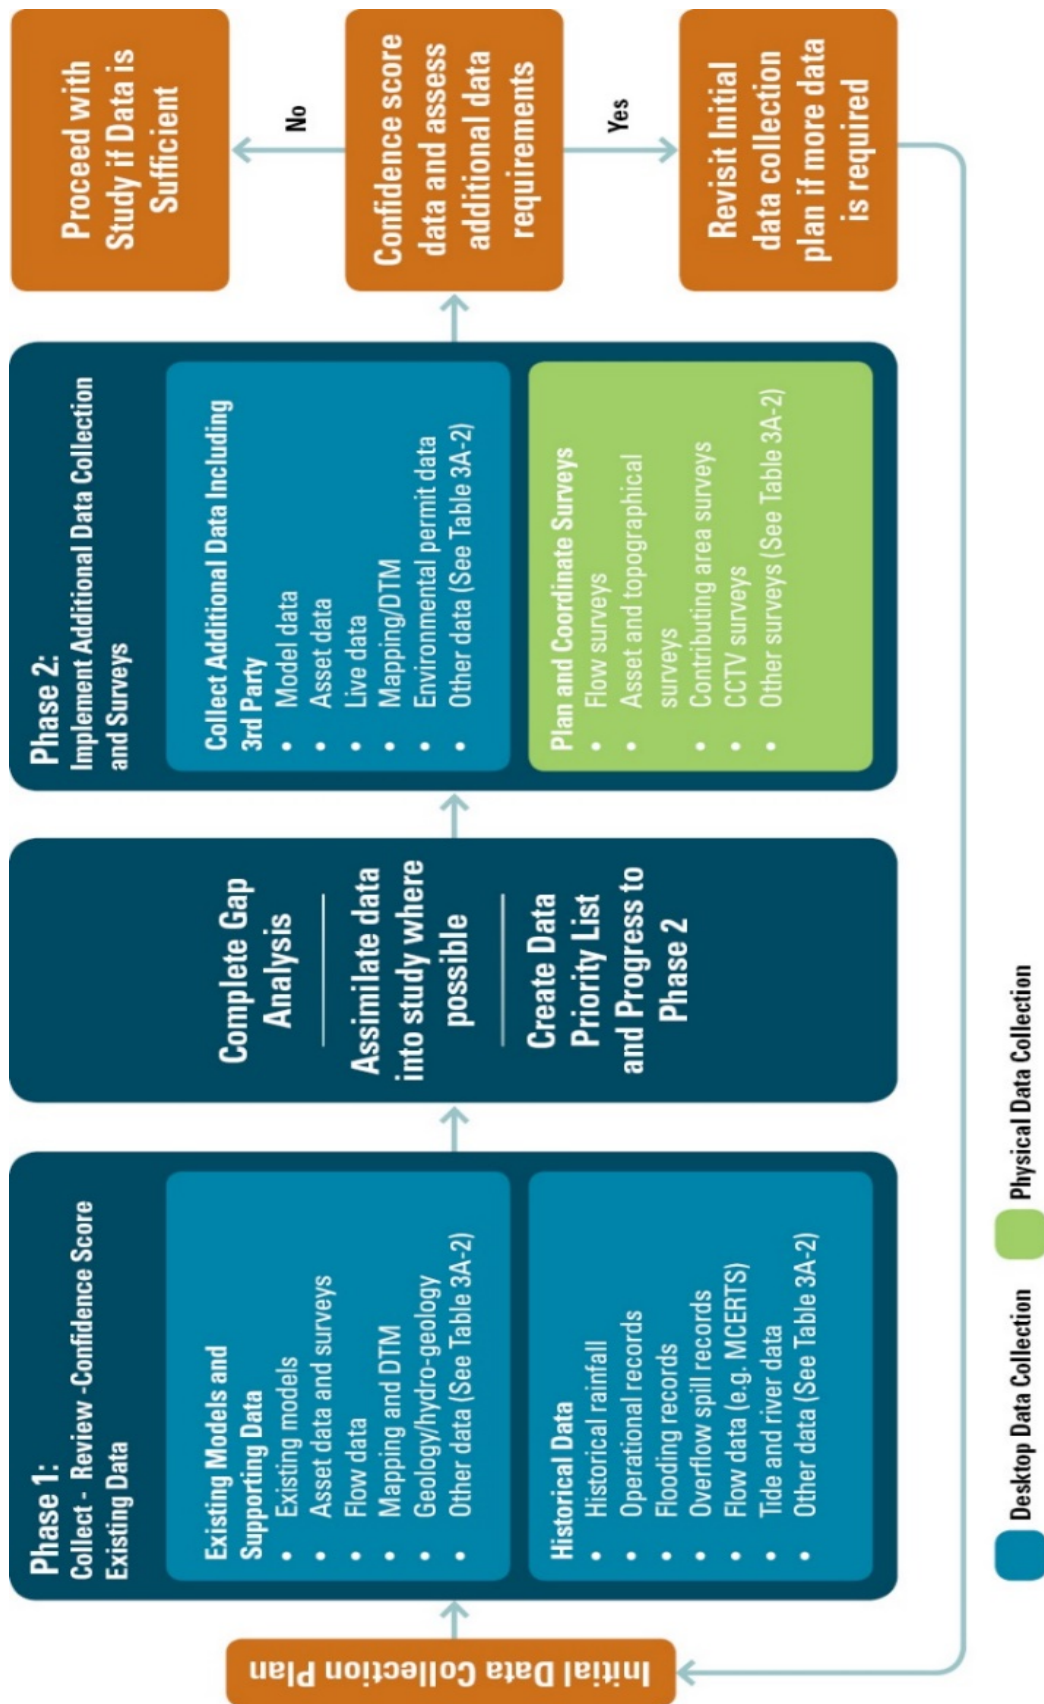 Initial Data Collection Plan
Phase 1:
Collect - Review -Confidence Score
Existing Data
Existing Models and
Supporting Data
• Existing models
• Asset data and surveys
• Flow data
• Mapping and DTM
• Geology/hydro-geology
• Other data (See Table 3A-2)
Historical Data
• Historical rainfall
• Operational records
• Flooding records
• Overflow spill records
• Flow data (e.g. MCERTS)
• Tide and river data
• Other data (See Table 3A-2)
Complete Gap
Analysis
Assimilate data
into study where
possible
Create Data
Priority List
and Progress to
Phase 2
Phase 2:
Implement Additional Data Collection
and Surveys
Collect Additional Data Including
3rd Party
• Model data
• Asset data
• Live data
• Mapping/DTM
• Environmental permit data
• Other data (See Table 3A-2)
Plan and Coordinate Surveys
• Flow surveys
• Asset and topographical
surveys
• Contributing area surveys
• CCTV surveys
• Other surveys (See Table 3A-2)
Proceed with
Study if Data is
Sufficient
No
Confidence score
data and assess
additional data
requirements
Yes
Revisit Initial
data collection
plan if more data
is required
Desktop Data Collection
Physical Data Collection